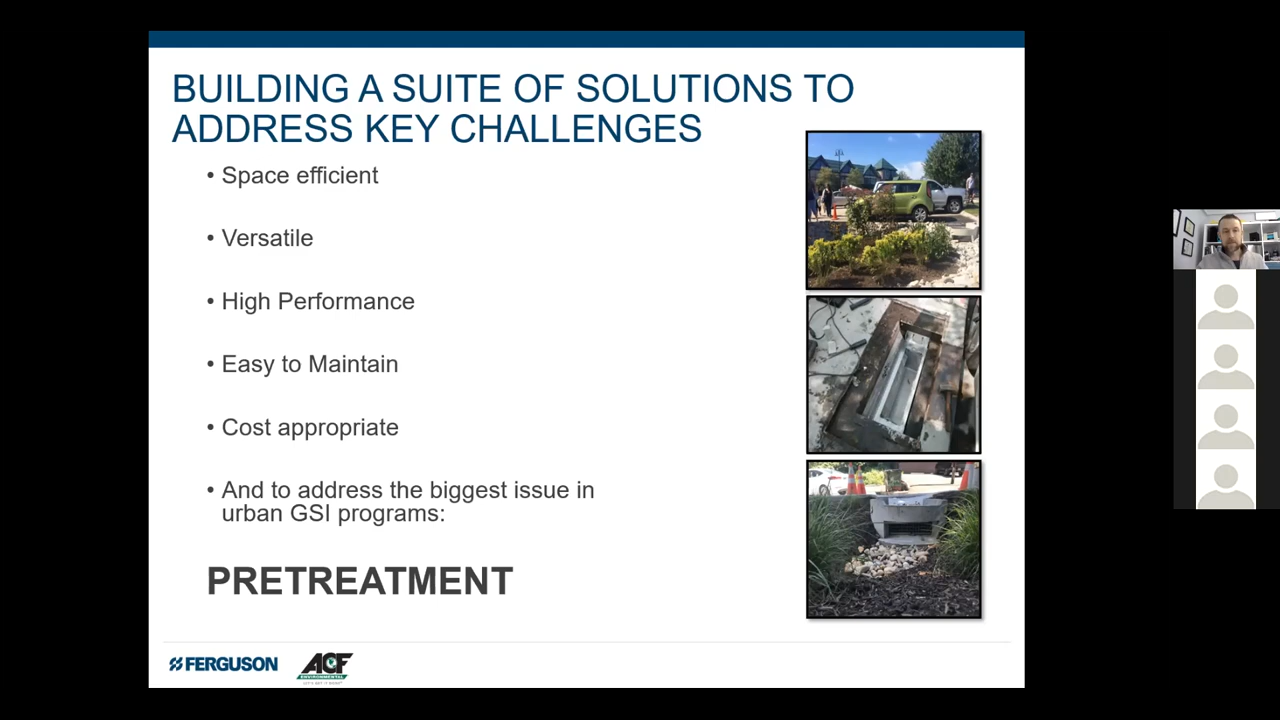 BUILDING A SUITE OF SOLUTIONS TO
ADDRESS KEY CHALLENGES
• Space efficient
• Versatile
• High Performance
• Easy to Maintain
• Cost appropriate
• And to address the biggest issue in
urban GSI programs:
PRETREATMENT
FERGUSON
ACF
ENVIRONMENTAL